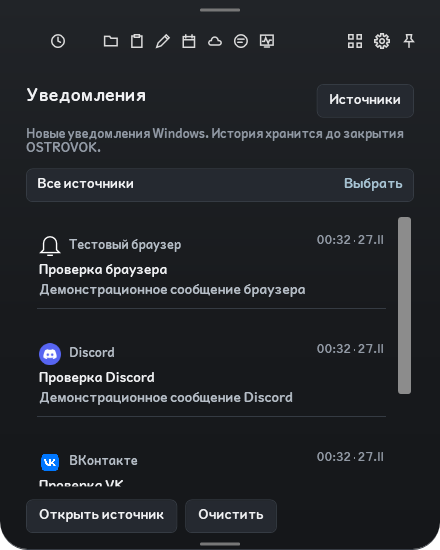 Уведомления
Источники
Новые уведомления Windows. История хранится до закрытия
OSTROVOK.
Все источники
Выбрать
Тестовый браузер
00:32 · 27.11
Проверка браузера
Демонстрационное сообщение браузера
Discord
00:32 · 27.11
Проверка Discord
Демонстрационное сообщение Discord
ВКонтакте
00:32 · 27.11
Проверка VK
Открыть источник
Очистить